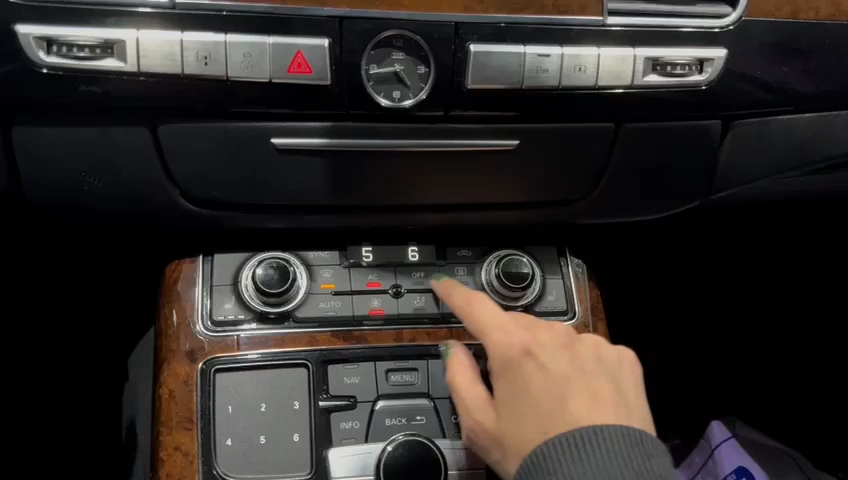 SYNC 5 6
AC OFF
AUTO
1 2 3
4 5 6
NAV MENU
INFO BACK